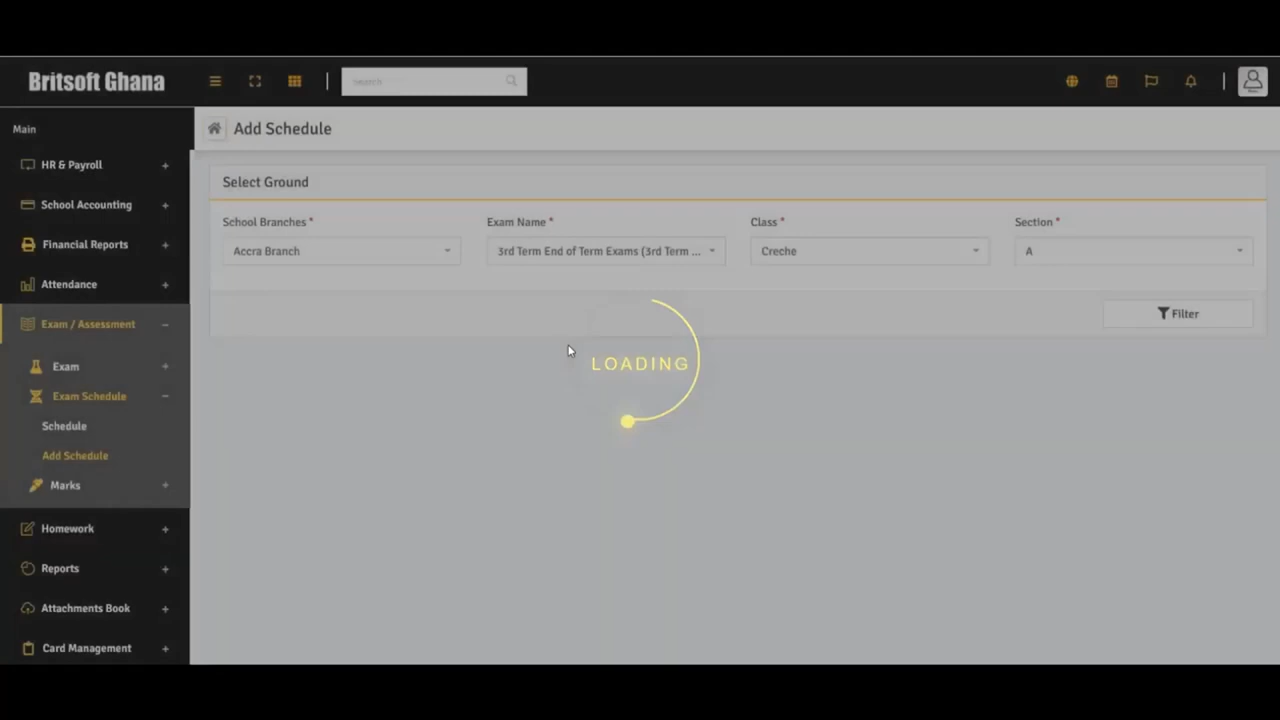 Britsoft Ghana
Search
Main
Add Schedule
HR & Payroll
School Accounting
Financial Reports
Attendance
Exam / Assessment
Exam
Exam Schedule
Schedule
Add Schedule
Marks
Homework
Reports
Attachments Book
Card Management
Select Ground
School Branches * Exam Name * Class * Section *
Accra Branch 3rd Term End of Term Exams (3rd Term ... Creche A
Filter
LOADING